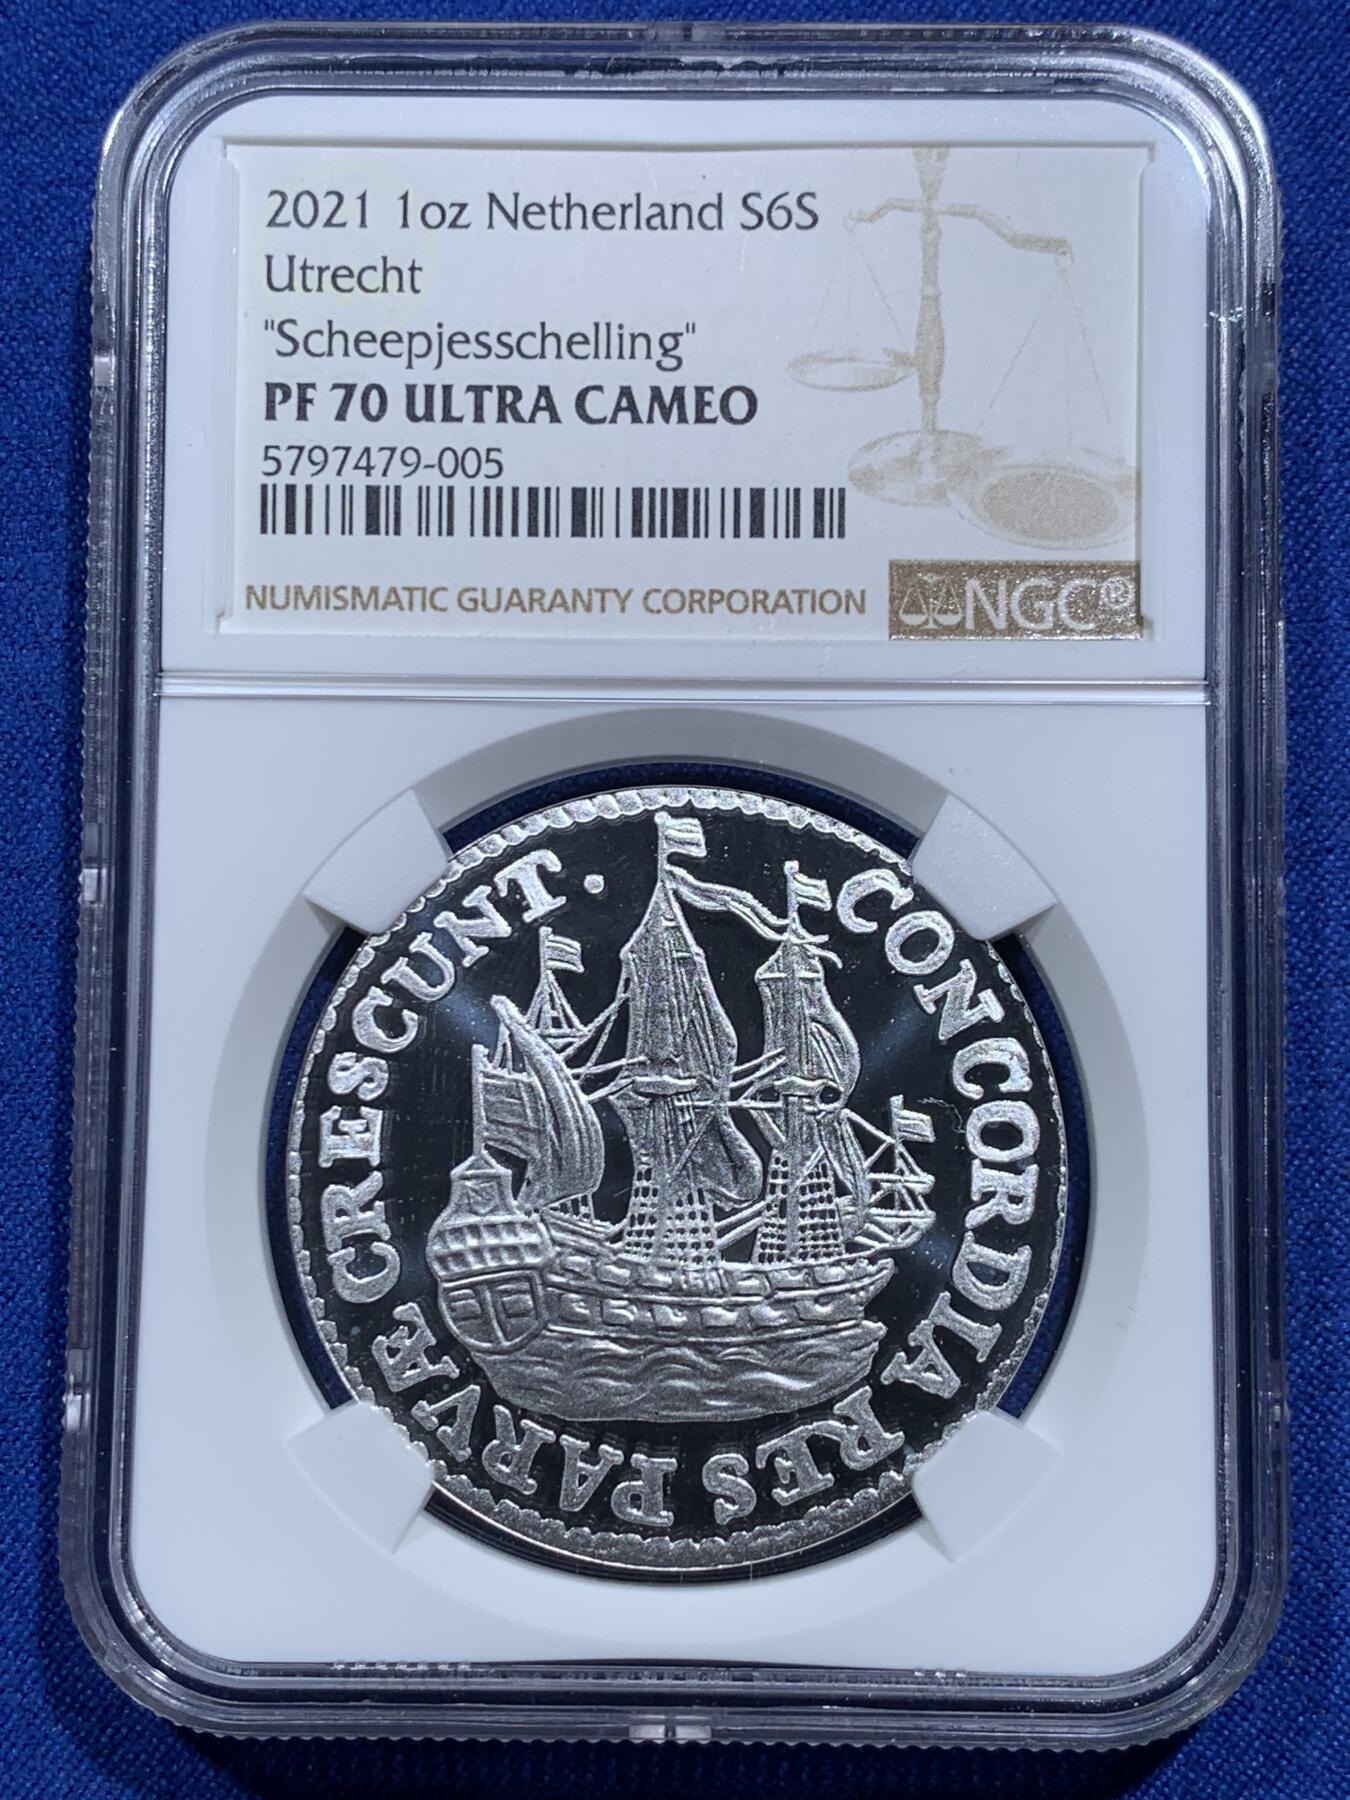 2021 1oz Netherland S6S
Utrecht
"Scheepjesschelling"
PF 70 ULTRA CAMEO
5797479-005
NUMISMATIC GUARANTY CORPORATION
NGC®
CONCORDIA RES PARVÆ CRESCUNT ·